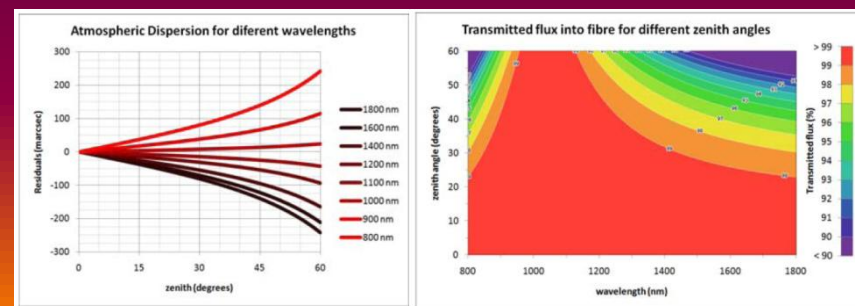 Atmospheric Dispersion for diferent wavelengths
Residuals (marcsec)
300
200
100
0
-100
-200
-300
0 15 30 45 60
zenith (degrees)
1800 nm
1600 nm
1400 nm
1200 nm
1100 nm
1000 nm
900 nm
800 nm
Transmitted flux into fibre for different zenith angles
zenith angle (degrees)
60
50
40
30
20
10
0
800 1000 1200 1400 1600 1800
wavelength (nm)
Transmitted flux (%)
> 99
99
98
97
96
95
94
93
92
91
< 90